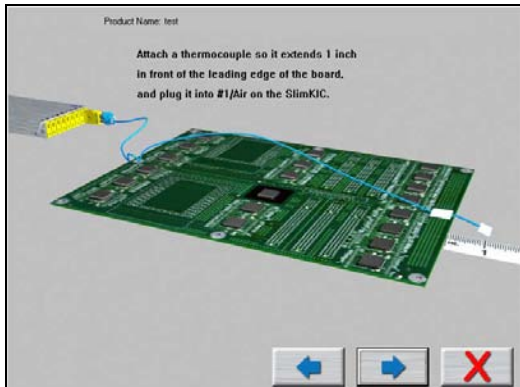 Product Name: test
Attach a thermocouple so it extends 1 inch
in front of the leading edge of the board,
and plug it into #1/Air on the SlimKIC.
1